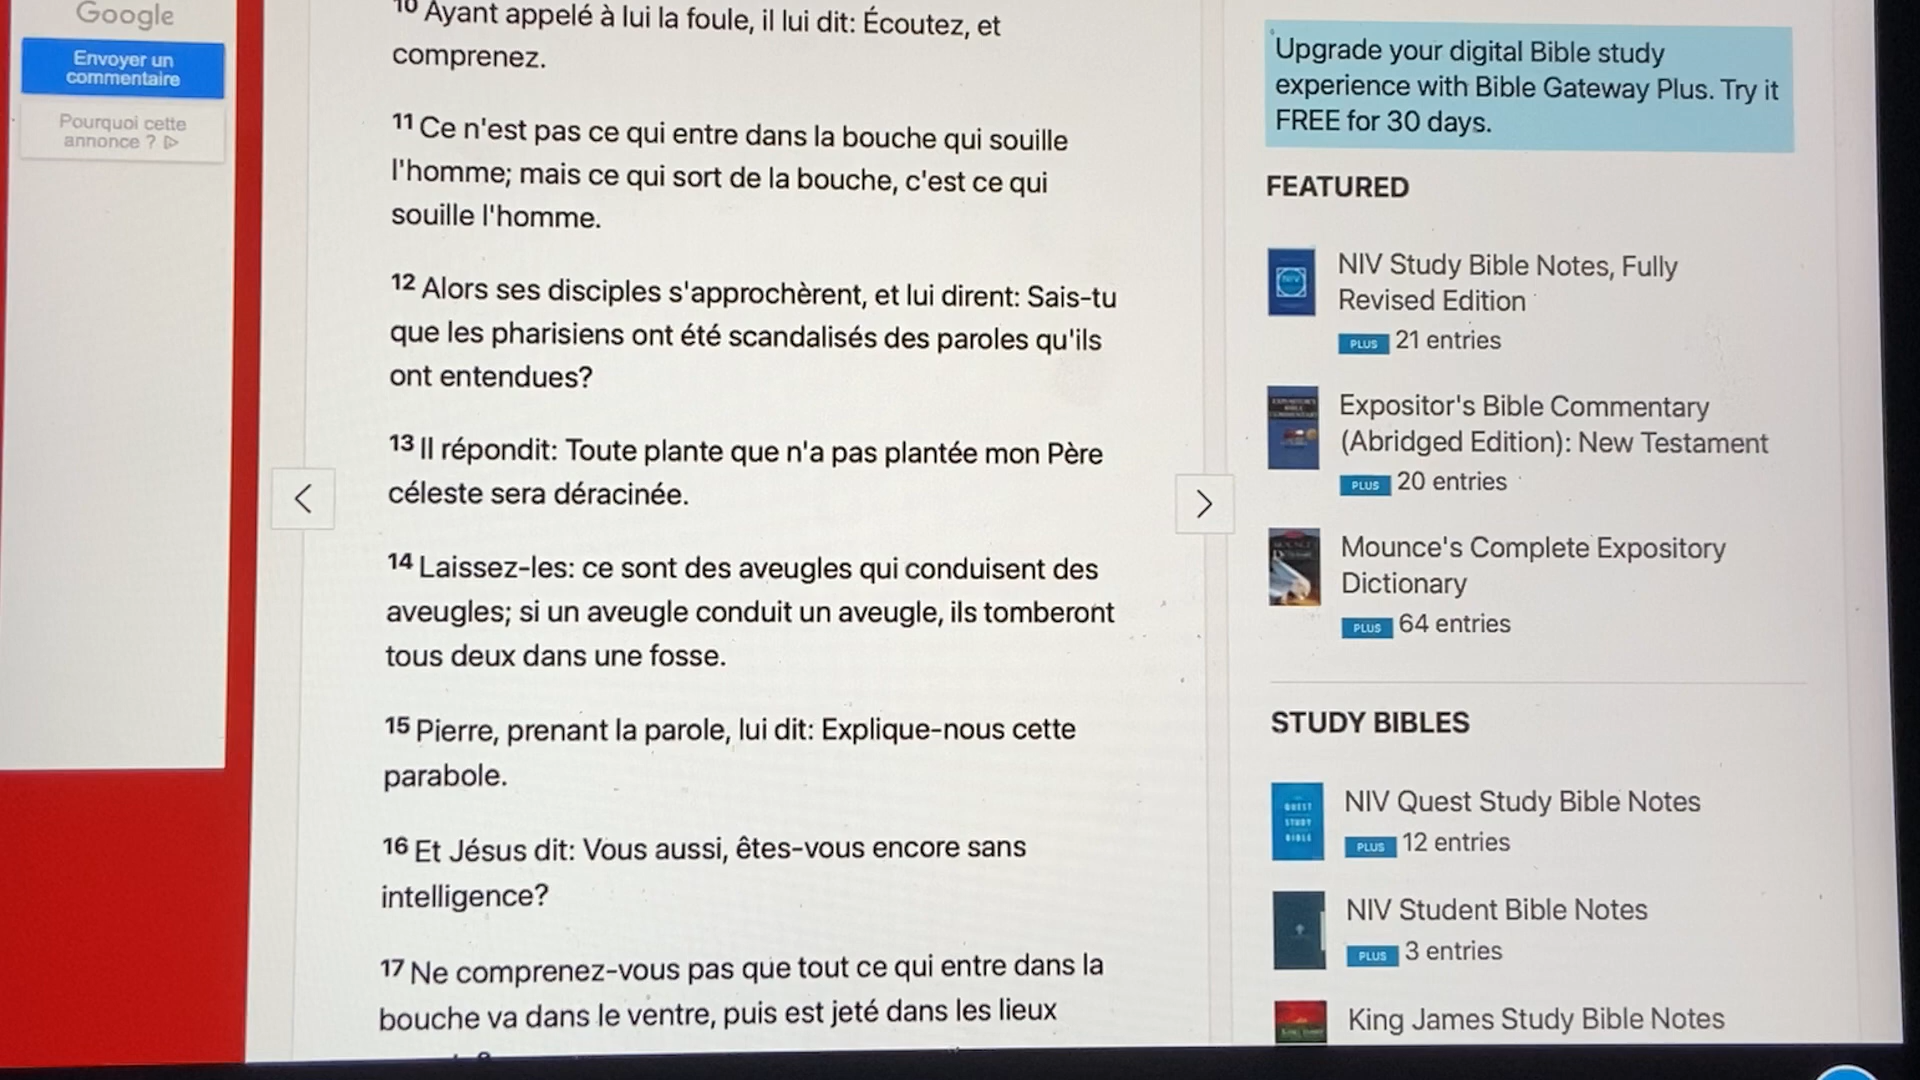 Google
Envoyer un
commentaire
Pourquoi cette
annonce ?
10 Ayant appelé à lui la foule, il lui dit: Écoutez, et
comprenez.
11 Ce n'est pas ce qui entre dans la bouche qui souille
l'homme; mais ce qui sort de la bouche, c'est ce qui
souille l'homme.
12 Alors ses disciples s'approchèrent, et lui dirent: Sais-tu
que les pharisiens ont été scandalisés des paroles qu'ils
ont entendues?
13 Il répondit: Toute plante que n'a pas plantée mon Père
céleste sera déracinée.
14 Laissez-les: ce sont des aveugles qui conduisent des
aveugles; si un aveugle conduit un aveugle, ils tomberont
tous deux dans une fosse.
15 Pierre, prenant la parole, lui dit: Explique-nous cette
parabole.
16 Et Jésus dit: Vous aussi, êtes-vous encore sans
intelligence?
17 Ne comprenez-vous pas que tout ce qui entre dans la
bouche va dans le ventre, puis est jeté dans les lieux
Upgrade your digital Bible study
experience with Bible Gateway Plus. Try it
FREE for 30 days.
FEATURED
NIV
NIV Study Bible Notes, Fully
Revised Edition
PLUS 21 entries
Expositor's Bible Commentary
(Abridged Edition): New Testament
PLUS 20 entries
Mounce's Complete Expository
Dictionary
PLUS 64 entries
STUDY BIBLES
QUEST
STUDY
BIBLE
NIV Quest Study Bible Notes
PLUS 12 entries
NIV Student Bible Notes
PLUS 3 entries
King James Study Bible Notes